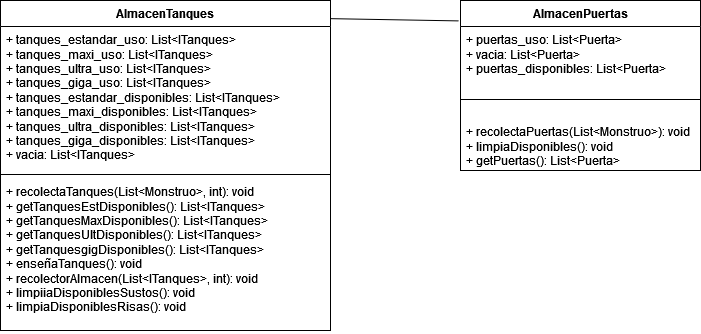 AlmacenTanques
+ tanques_estandar_uso: List<ITanques>
+ tanques_maxi_uso: List<ITanques>
+ tanques_ultra_uso: List<ITanques>
+ tanques_giga_uso: List<ITanques>
+ tanques_estandar_disponibles: List<ITanques>
+ tanques_maxi_disponibles: List<ITanques>
+ tanques_ultra_disponibles: List<ITanques>
+ tanques_giga_disponibles: List<ITanques>
+ vacia: List<ITanques>
+ recolectaTanques(List<Monstruo>, int): void
+ getTanquesEstDisponibles(): List<ITanques>
+ getTanquesMaxDisponibles(): List<ITanques>
+ getTanquesUltDisponibles(): List<ITanques>
+ getTanquesgigDisponibles(): List<ITanques>
+ enseñaTanques(): void
+ recolectorAlmacen(List<ITanques>, int): void
+ limpiiaDisponiblesSustos(): void
+ limpiaDisponiblesRisas(): void
AlmacenPuertas
+ puertas_uso: List<Puerta>
+ vacia: List<Puerta>
+ puertas_disponibles: List<Puerta>
+ recolectaPuertas(List<Monstruo>): void
+ limpiaDisponibles(): void
+ getPuertas(): List<Puerta>